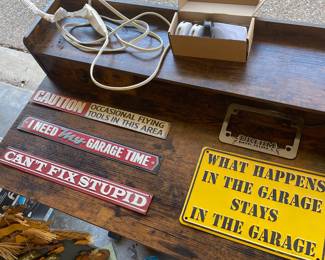 CAUTION OCCASIONAL FLYING
TOOLS IN THIS AREA
I NEED My GARAGE TIME
CAN'T FIX STUPID
WHAT HAPPENS
IN THE GARAGE
STAYS
IN THE GARAGE